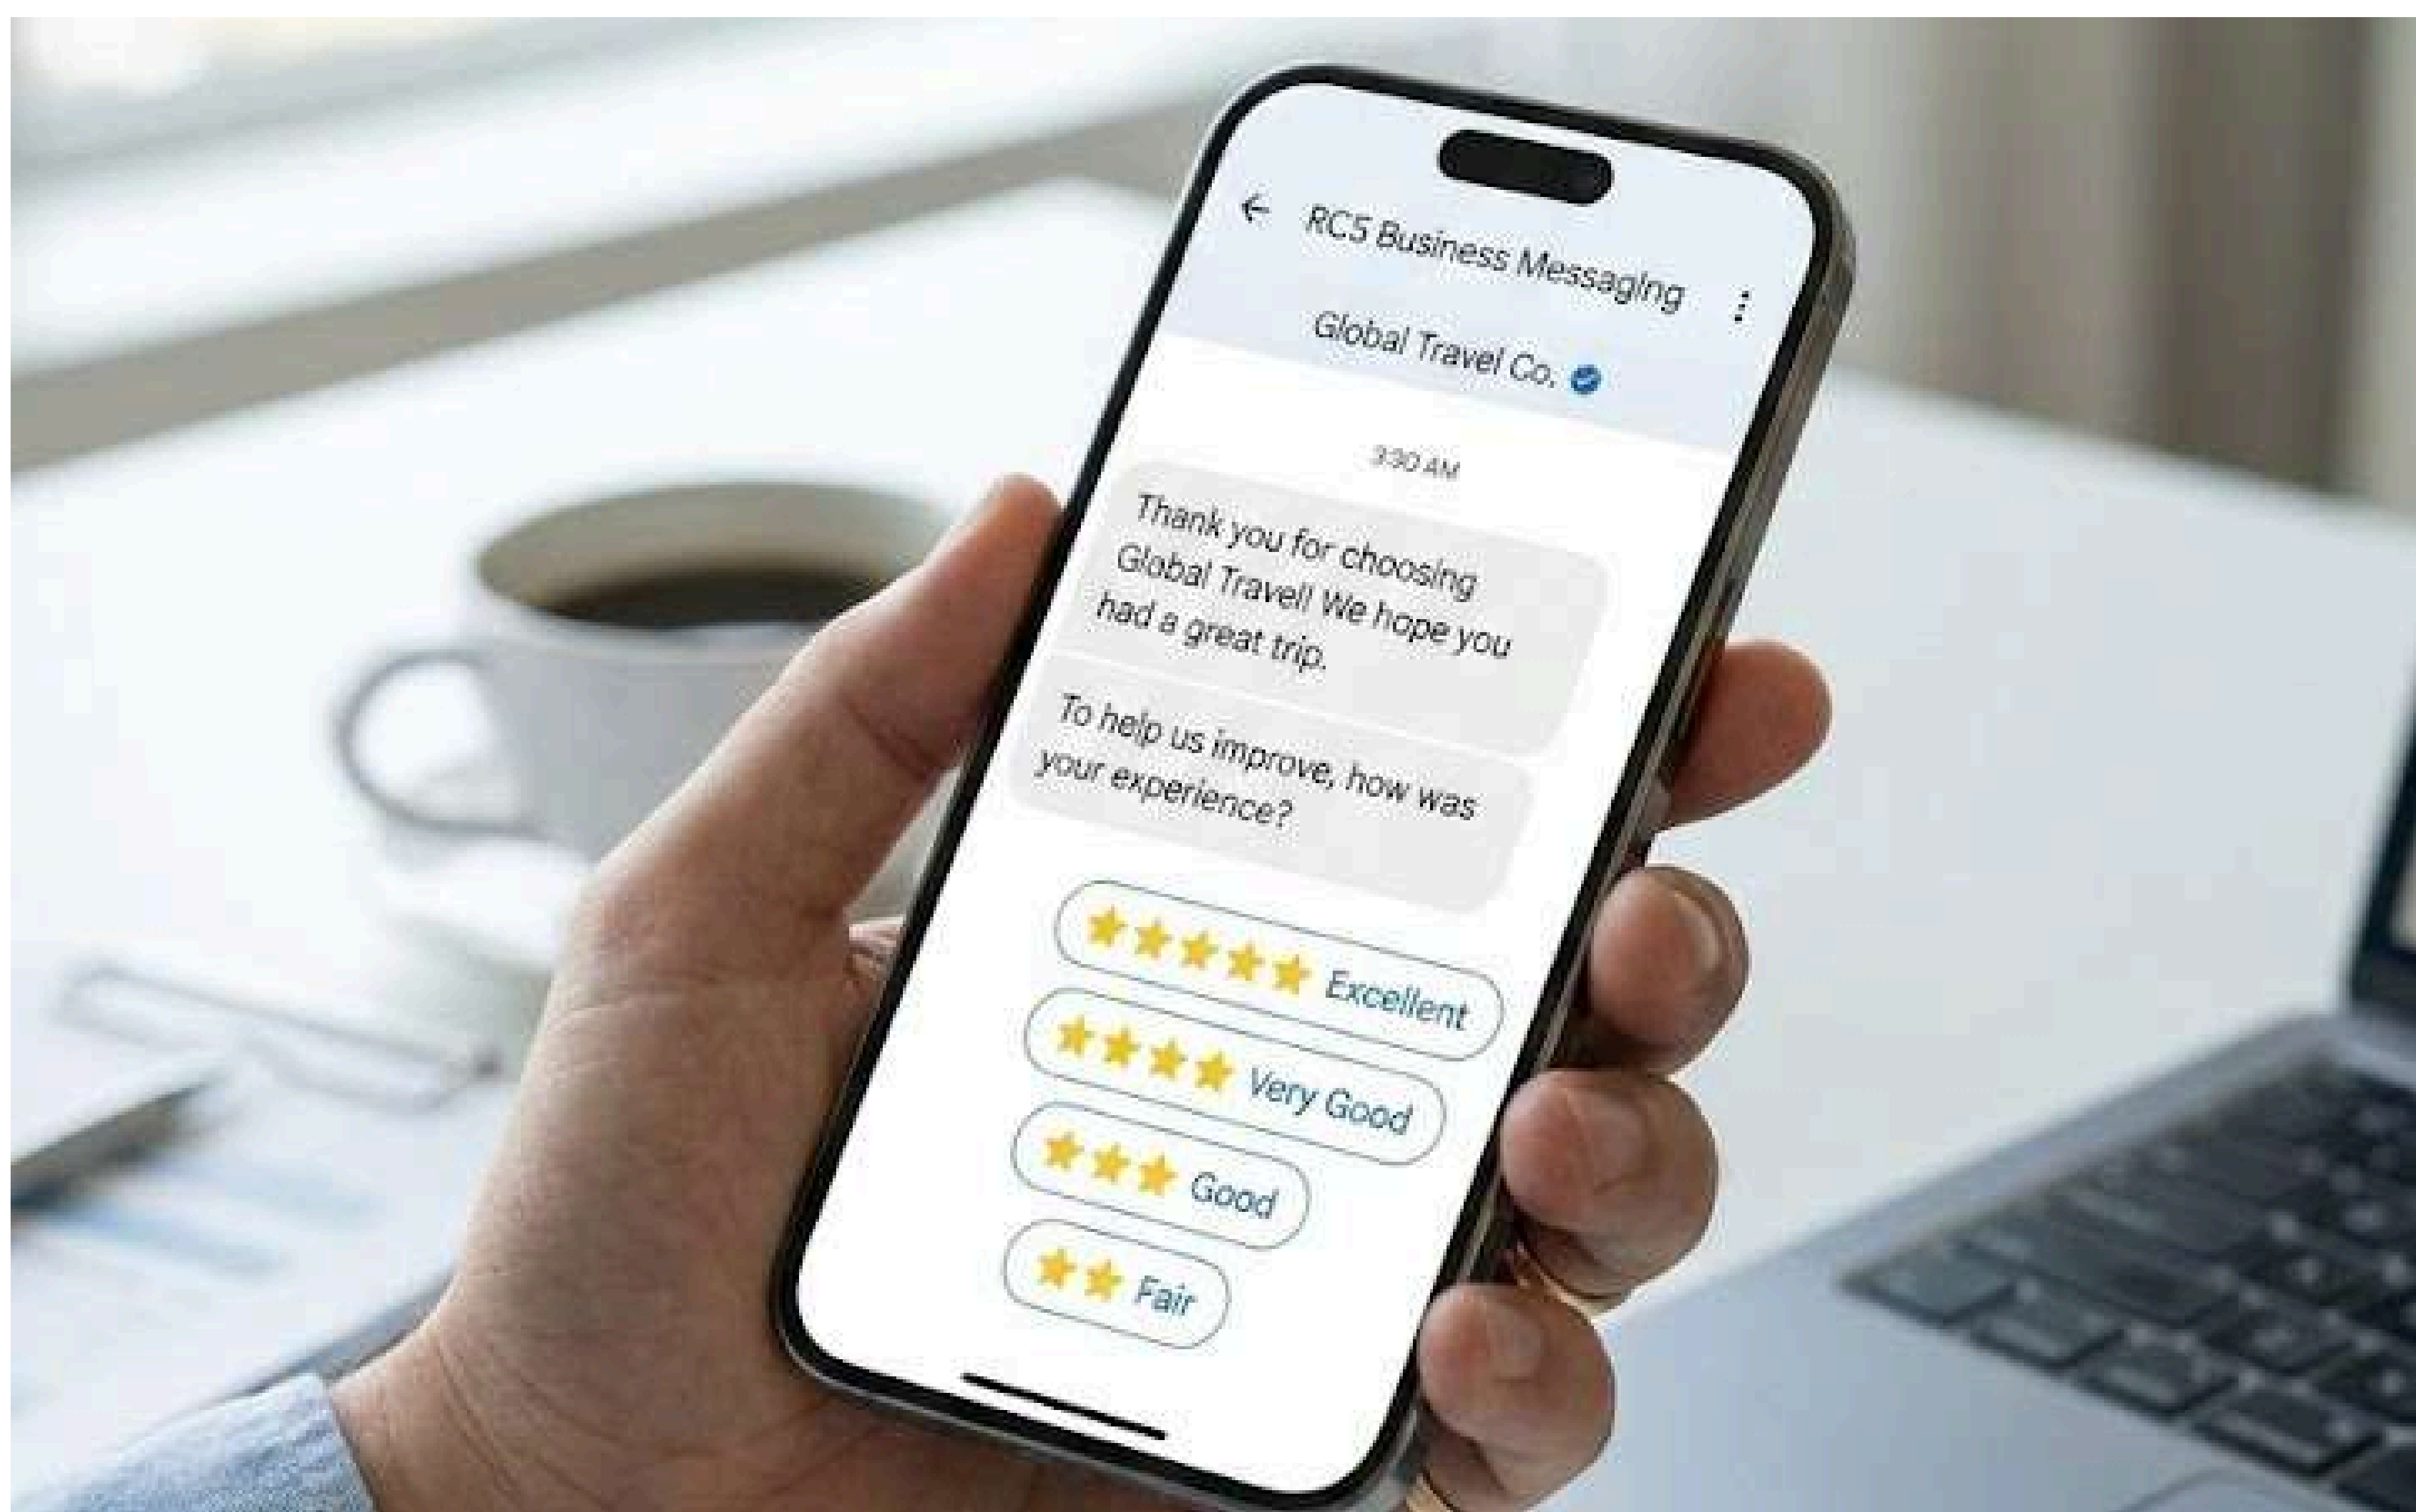 RCS Business Messaging
Global Travel Co.
3:30 AM
Thank you for choosing
Global Travel! We hope you
had a great trip.
To help us improve, how was
your experience?
Excellent
Very Good
Good
Fair